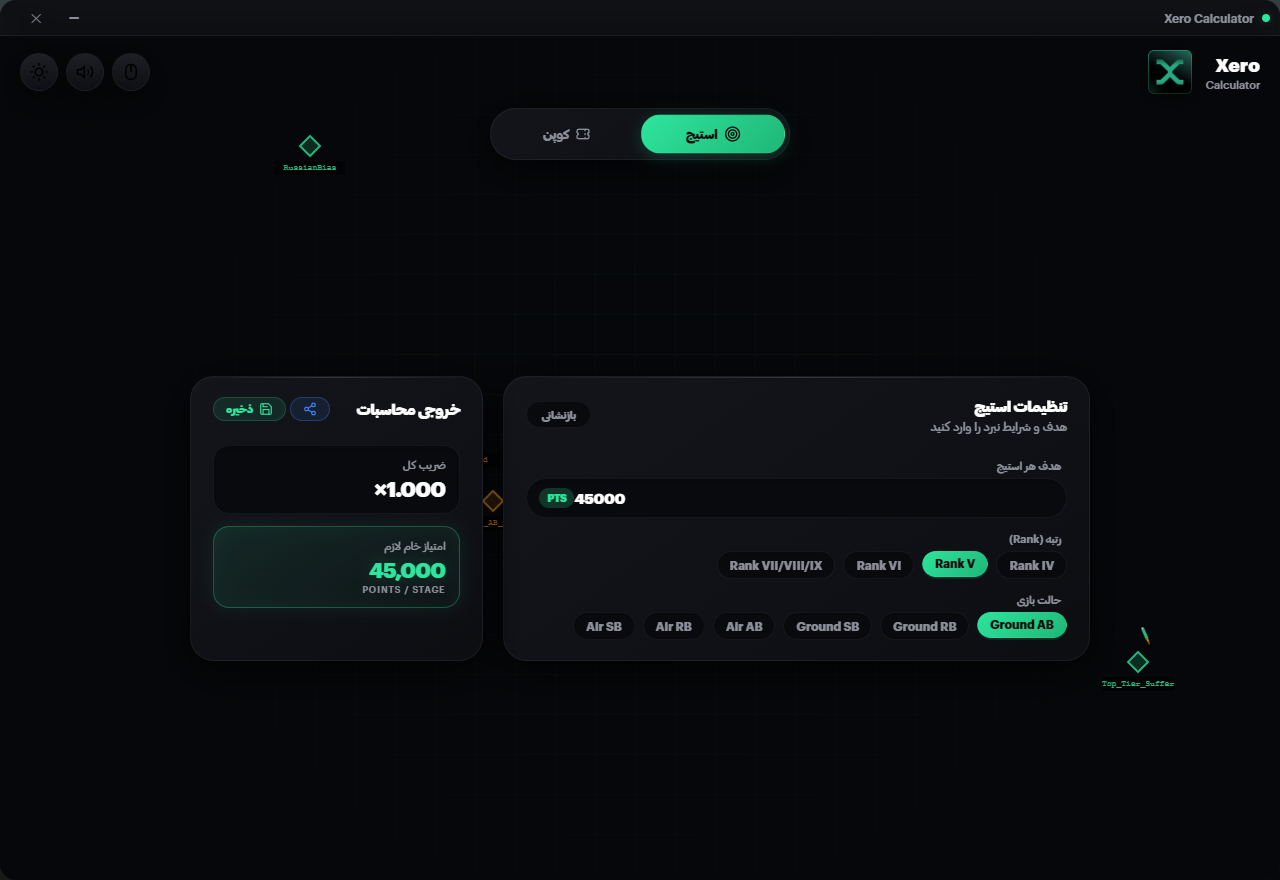 Xero Calculator
Xero
Calculator
استیج
کوپن
RussianBias
تنظیمات استیج
هدف و شرایط نبرد را وارد کنید
بازنشانی
هدف هر استیج
PTS 45000
رتبه (Rank)
Rank IV
Rank V
Rank VI
Rank VII/VIII/IX
حالت بازی
Ground AB
Ground RB
Ground SB
Air AB
Air RB
Air SB
خروجی محاسبات
ذخیره
ضریب کل
×1.000
امتیاز خام لازم
45,000
POINTS / STAGE
_AB_
Top_Tier_Suffer